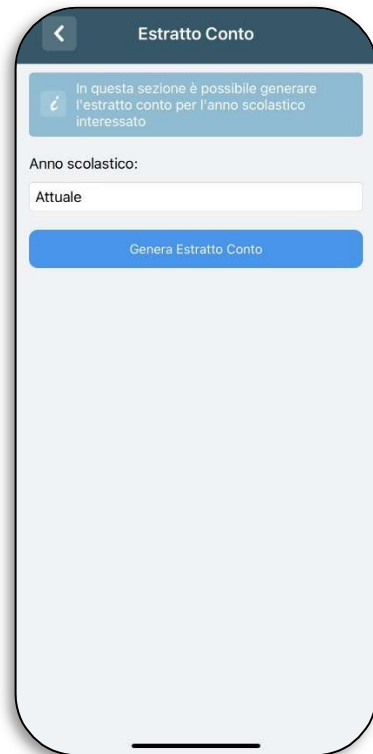 Estratto Conto
In questa sezione è possibile generare
l'estratto conto per l'anno scolastico
interessato
Anno scolastico:
Attuale
Genera Estratto Conto